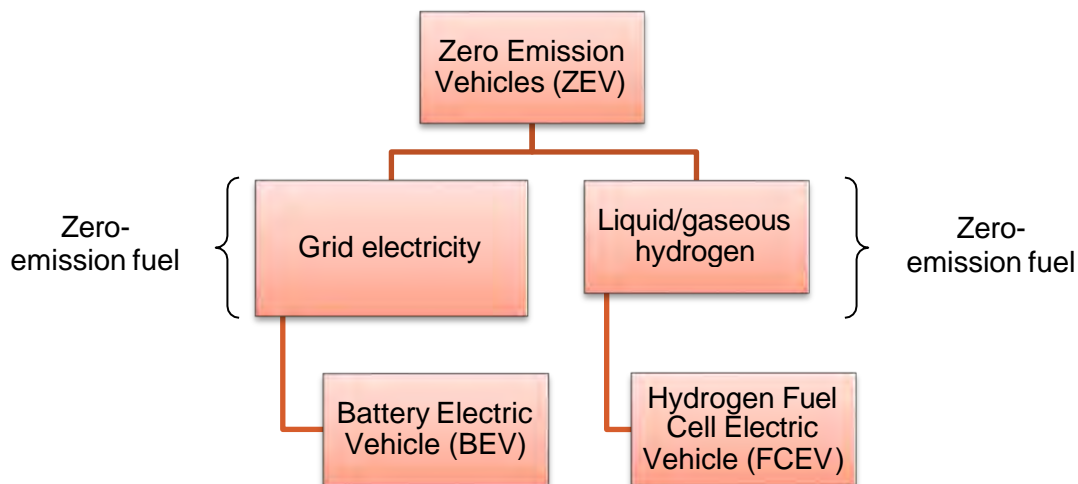 Zero Emission
Vehicles (ZEV)
Zero-
emission fuel
Grid electricity
Liquid/gaseous
hydrogen
Zero-
emission fuel
Battery Electric
Vehicle (BEV)
Hydrogen Fuel
Cell Electric
Vehicle (FCEV)